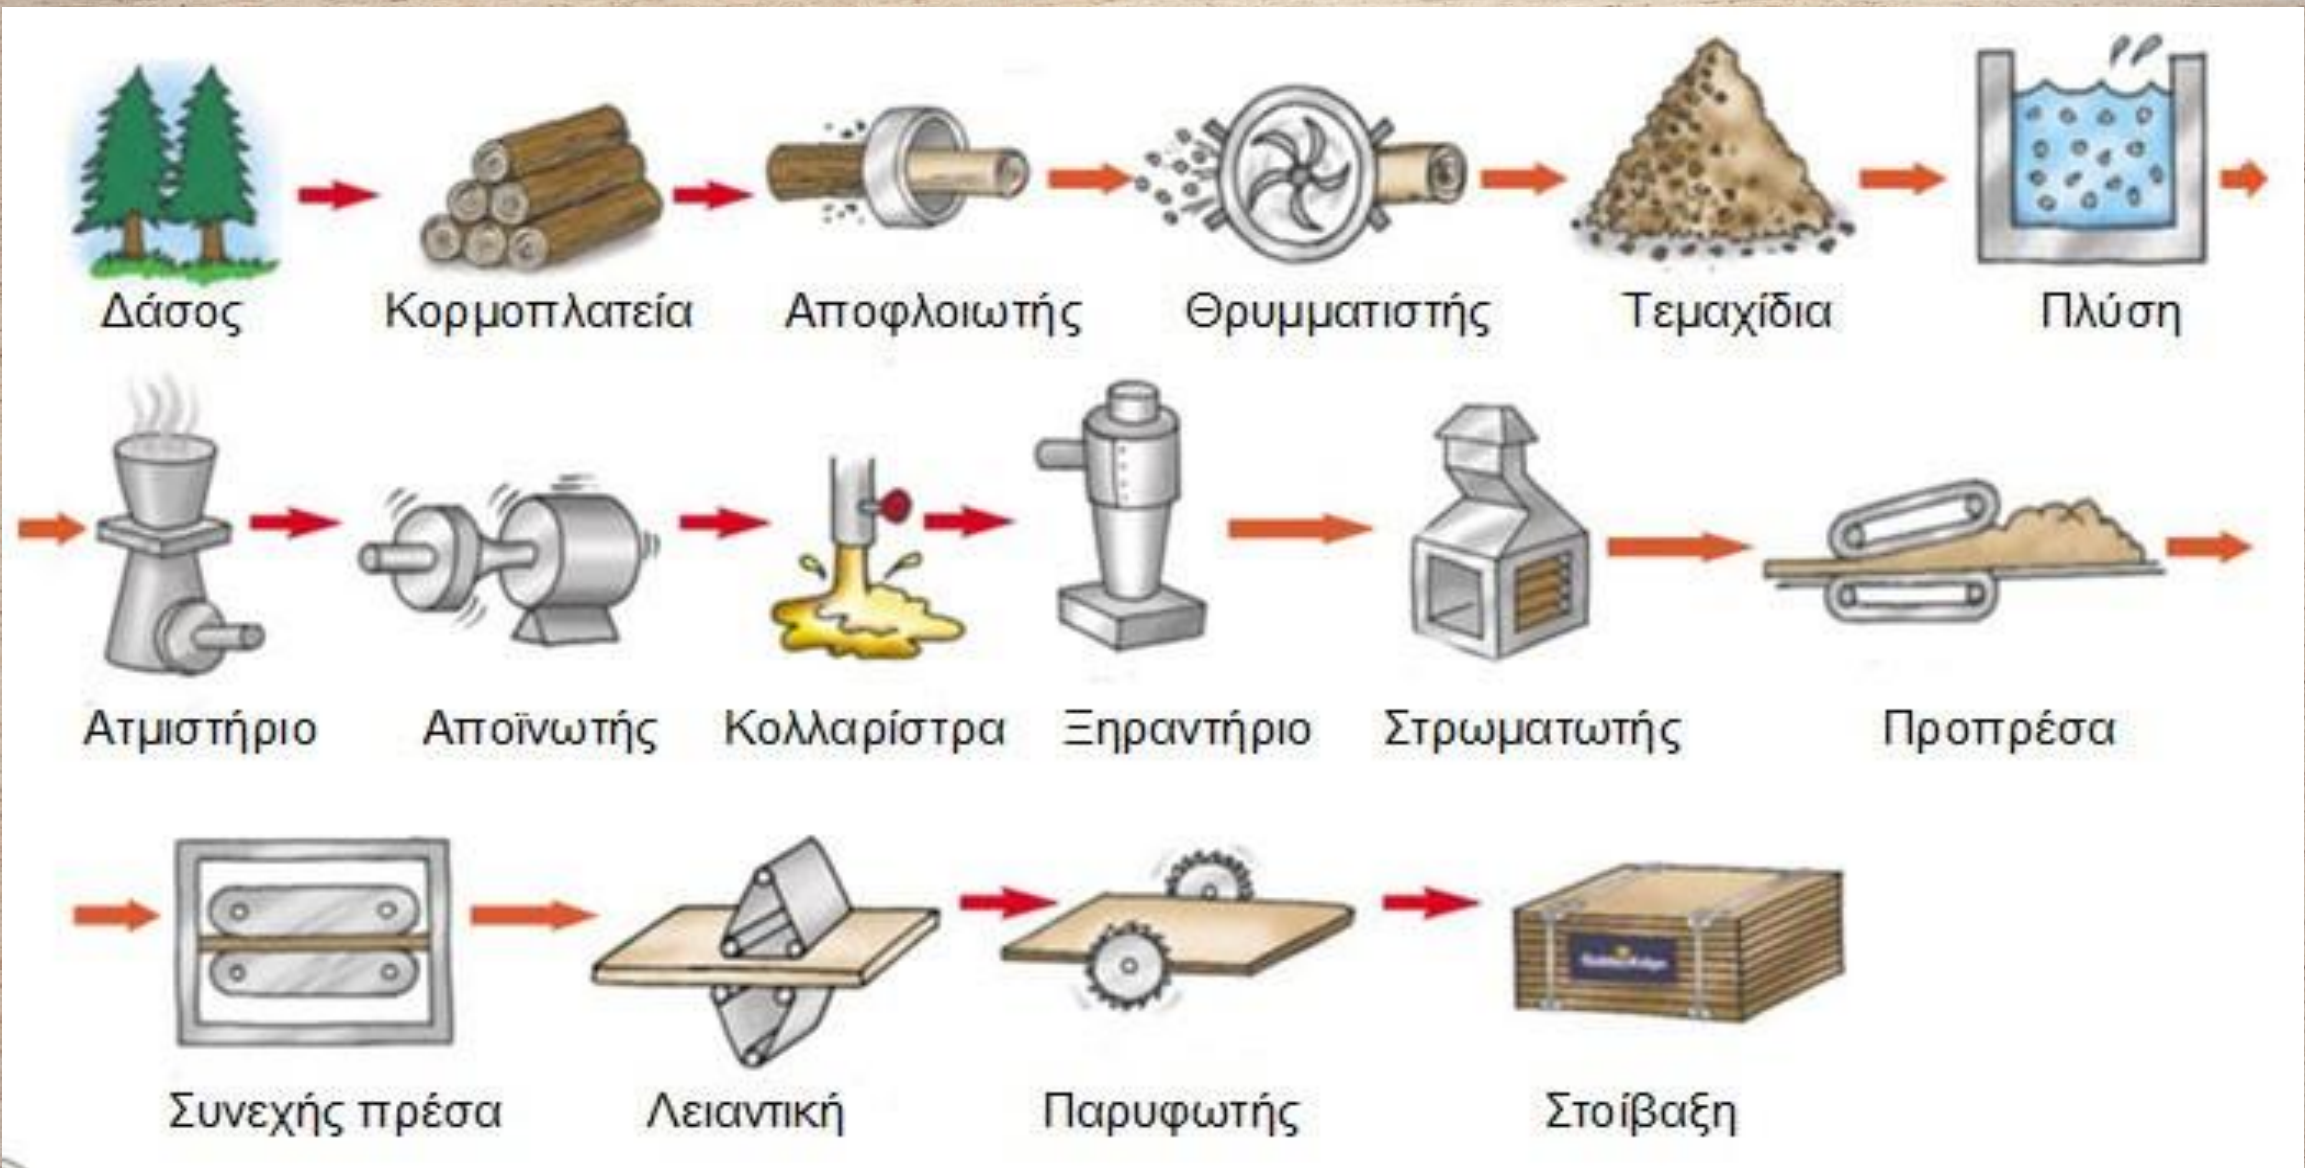 Δάσος Κορμοπλατεία Αποφλοιωτής Θρυμματιστής Τεμαχίδια Πλύση
Ατμιστήριο Αποϊνωτής Κολλαρίστρα Ξηραντήριο Στρωματωτής Προπρέσα
Συνεχής πρέσα Λειαντική Παρυφωτής Στοίβαξη